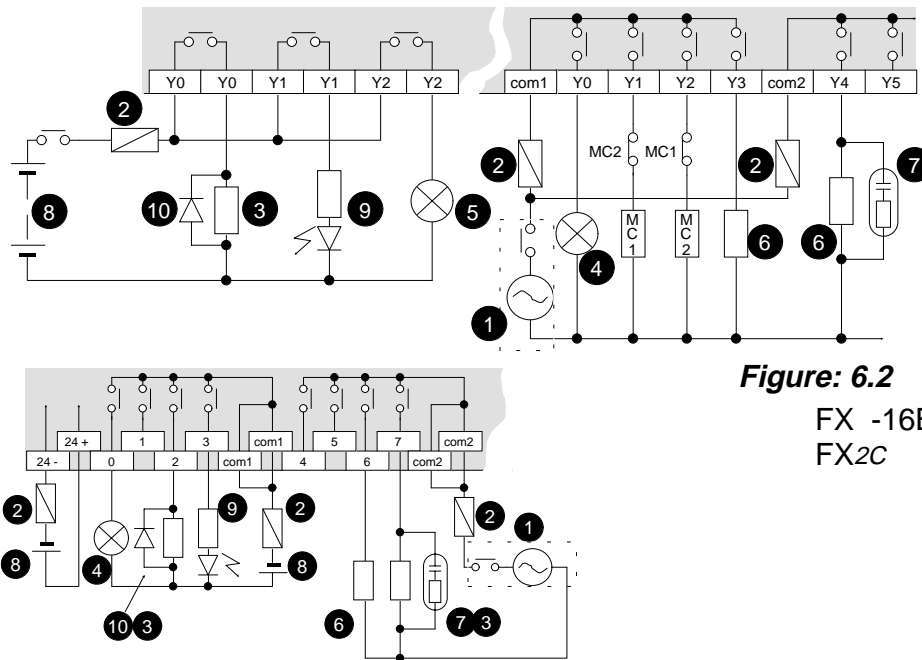 Y0 Y0 Y1 Y1 Y2 Y2
com1 Y0 Y1 Y2 Y3 com2 Y4 Y5
2
10 3 9 5
8
2 MC2 MC1 2 7
MC1 MC2
4 6 6
1
Figure: 6.2
FX -16E
FX2C
24 + 1 3 com1 5 7 com2
24 - 0 2 com1 4 6 com2
2 9 2 2 1
8 4 8
10 3 6 7 3